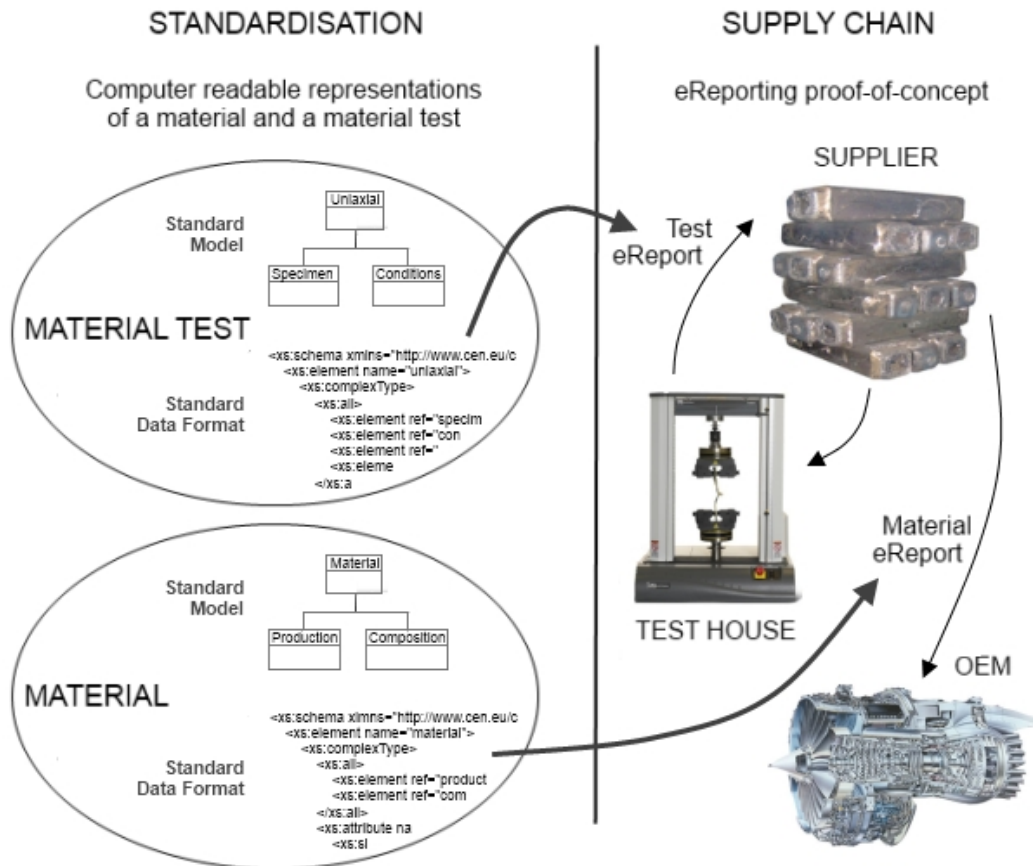 STANDARDISATION
Computer readable representations
of a material and a material test
Standard
Model
Uniaxial
Specimen
Conditions
MATERIAL TEST
Standard
Data Format
<xs:schema xmlns="http://www.cen.eu/c
<xs:element name="uniaxial">
<xs:complexType>
<xs:all>
<xs:element ref="specim
<xs:element ref="con
<xs:element ref="
<xs:eleme
</xs:a
Standard
Model
Material
Production
Composition
MATERIAL
Standard
Data Format
<xs:schema xlmns="http://www.cen.eu/c
<xs:element name="material">
<xs:complexType>
<xs:all>
<xs:element ref="product
<xs:element ref="com
</xs:all>
<xs:attribute na
<xs:si
SUPPLY CHAIN
eReporting proof-of-concept
SUPPLIER
Test
eReport
TEST HOUSE
Material
eReport
OEM